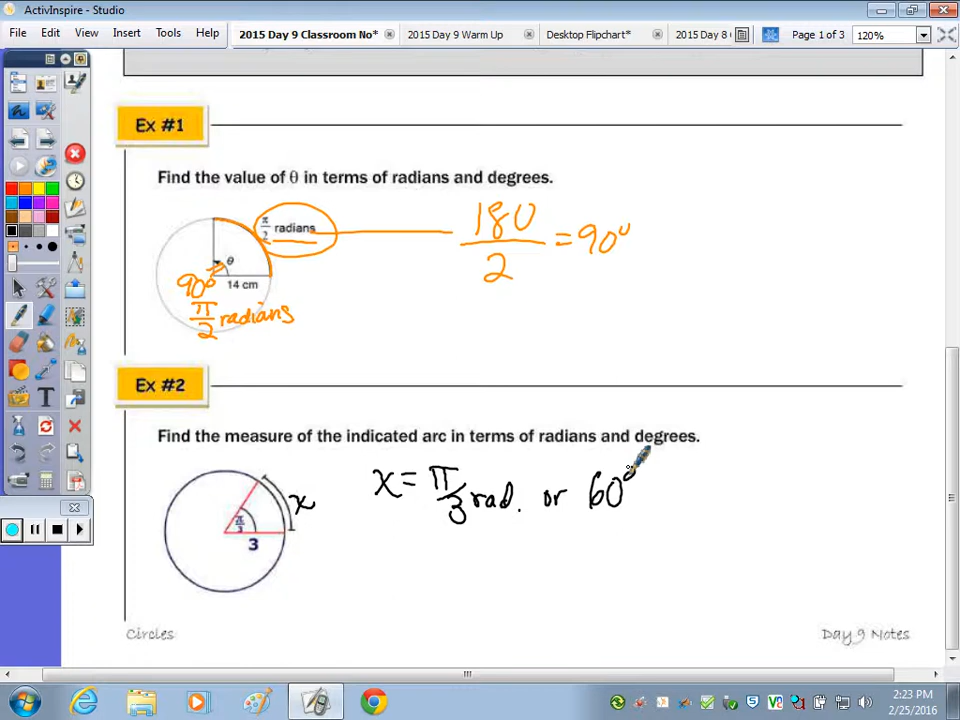 ActivInspire - Studio
File Edit View Insert Tools Help 2015 Day 9 Classroom No* 2015 Day 9 Warm Up Desktop Flipchart* 2015 Day 8 Page 1 of 3 120%
Ex #1
Find the value of θ in terms of radians and degrees.
π/2 radians
180/2 = 90°
θ
90°
14 cm
π/2 radians
Ex #2
Find the measure of the indicated arc in terms of radians and degrees.
x = π/3 rad. or 60°
x
π/3
3
Circles Day 9 Notes
2:23 PM
2/25/2016